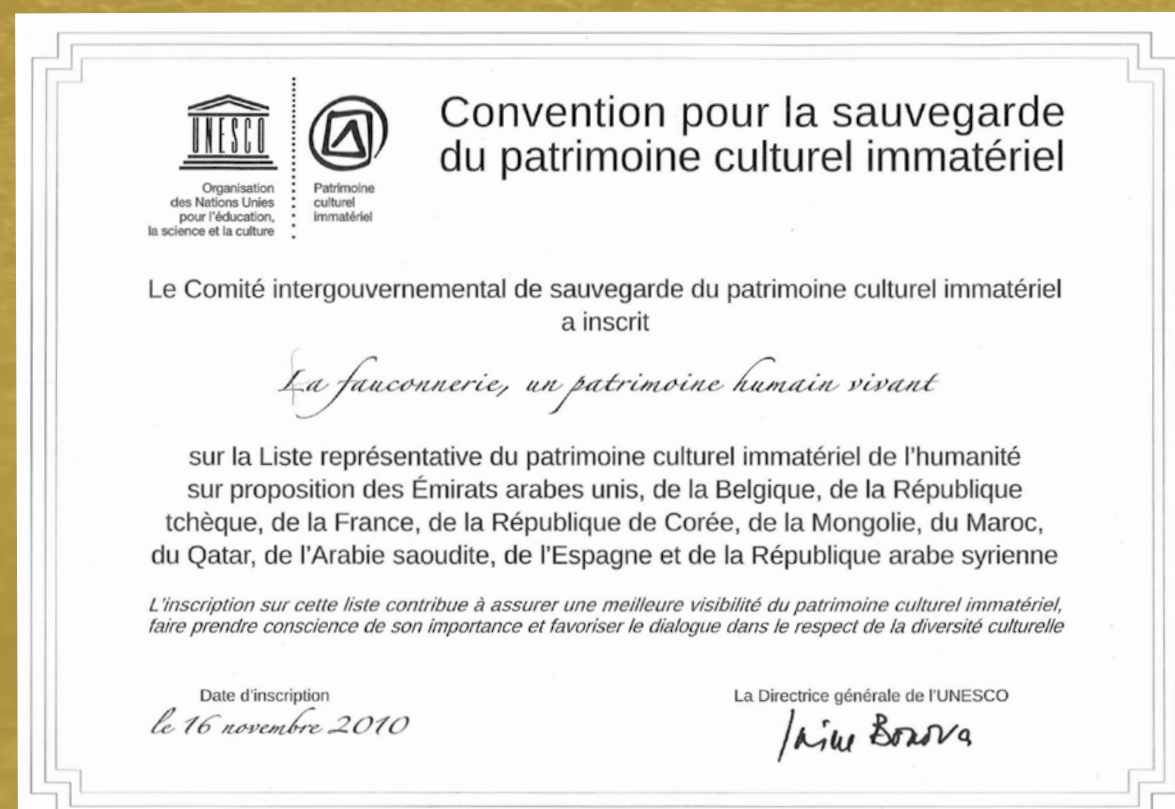 UNESCO
Organisation
des Nations Unies
pour l'éducation,
la science et la culture
Patrimoine
culturel
immatériel
Convention pour la sauvegarde
du patrimoine culturel immatériel
Le Comité intergouvernemental de sauvegarde du patrimoine culturel immatériel
a inscrit
La fauconnerie, un patrimoine humain vivant
sur la Liste représentative du patrimoine culturel immatériel de l'humanité
sur proposition des Émirats arabes unis, de la Belgique, de la République
tchèque, de la France, de la République de Corée, de la Mongolie, du Maroc,
du Qatar, de l'Arabie saoudite, de l'Espagne et de la République arabe syrienne
L'inscription sur cette liste contribue à assurer une meilleure visibilité du patrimoine culturel immatériel,
faire prendre conscience de son importance et favoriser le dialogue dans le respect de la diversité culturelle
Date d'inscription
le 16 novembre 2010
La Directrice générale de l'UNESCO